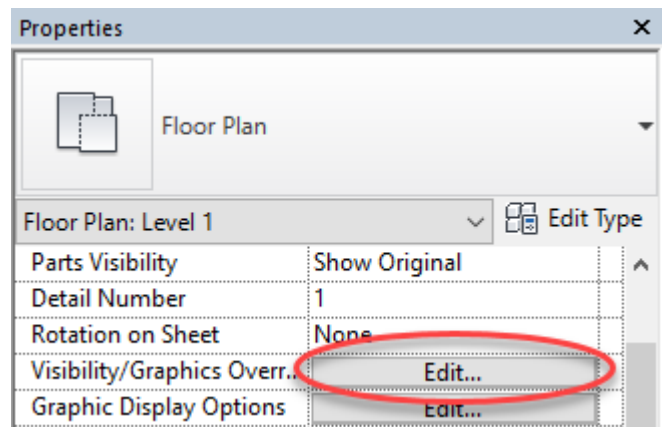 Properties
Floor Plan
Floor Plan: Level 1 Edit Type
Parts Visibility Show Original
Detail Number 1
Rotation on Sheet None
Visibility/Graphics Overr... Edit...
Graphic Display Options Edit...